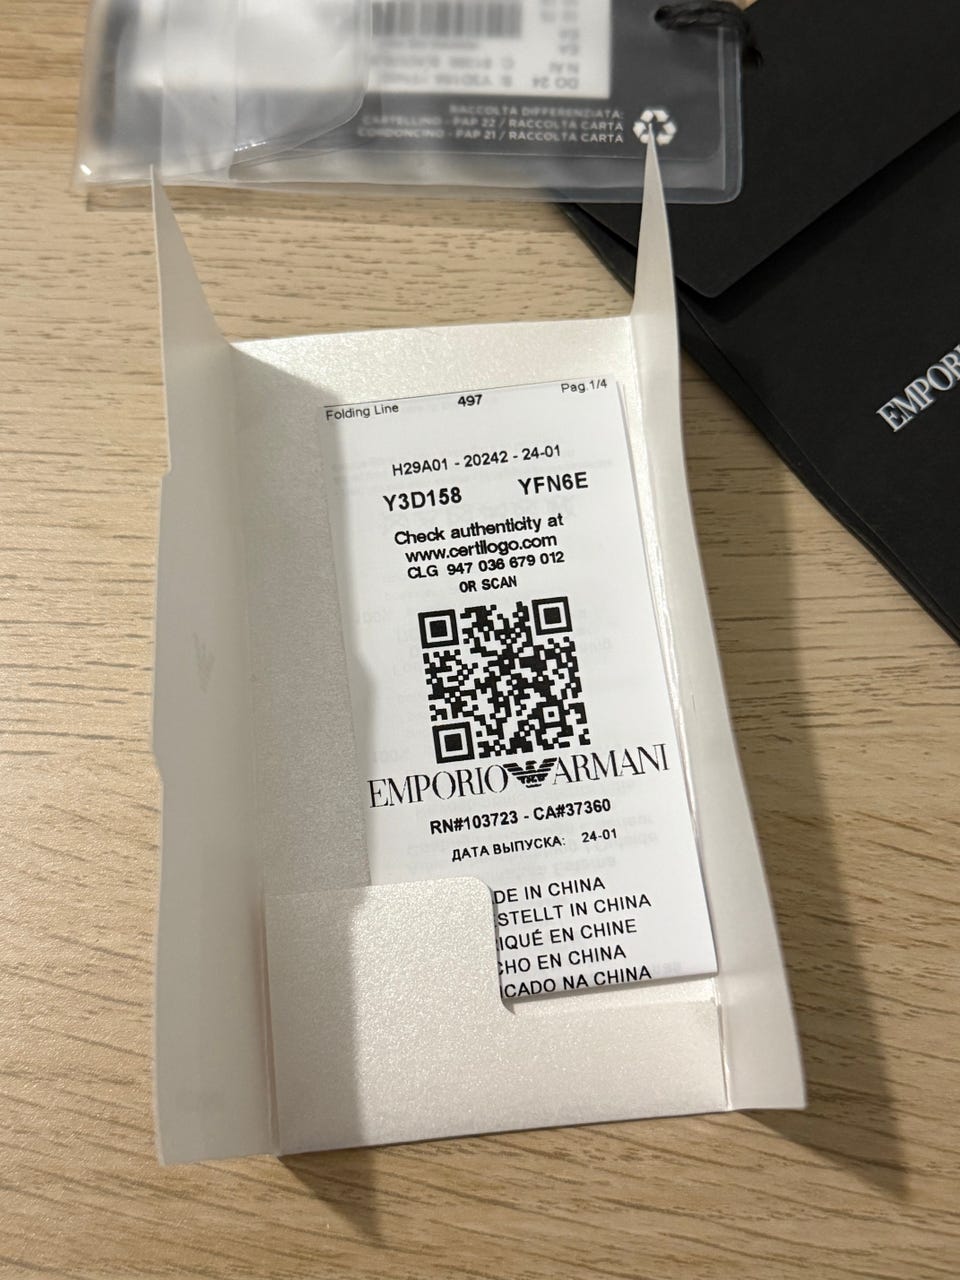 RACCOLTA DIFFERENZIATA:
CARTELLINO - PAP 22 / RACCOLTA CARTA
CORDONCINO - PAP 21 / RACCOLTA CARTA
Folding Line 497 Pag.1/4
H29A01 - 20242 - 24-01
Y3D158 YFN6E
Check authenticity at
www.certilogo.com
CLG 947 036 679 012
OR SCAN
EMPORIO ARMANI
RN#103723 - CA#37360
ДАТА ВЫПУСКА: 24-01
DE IN CHINA
STELLT IN CHINA
IQUÉ EN CHINE
CHO EN CHINA
CADO NA CHINA
EMPOR